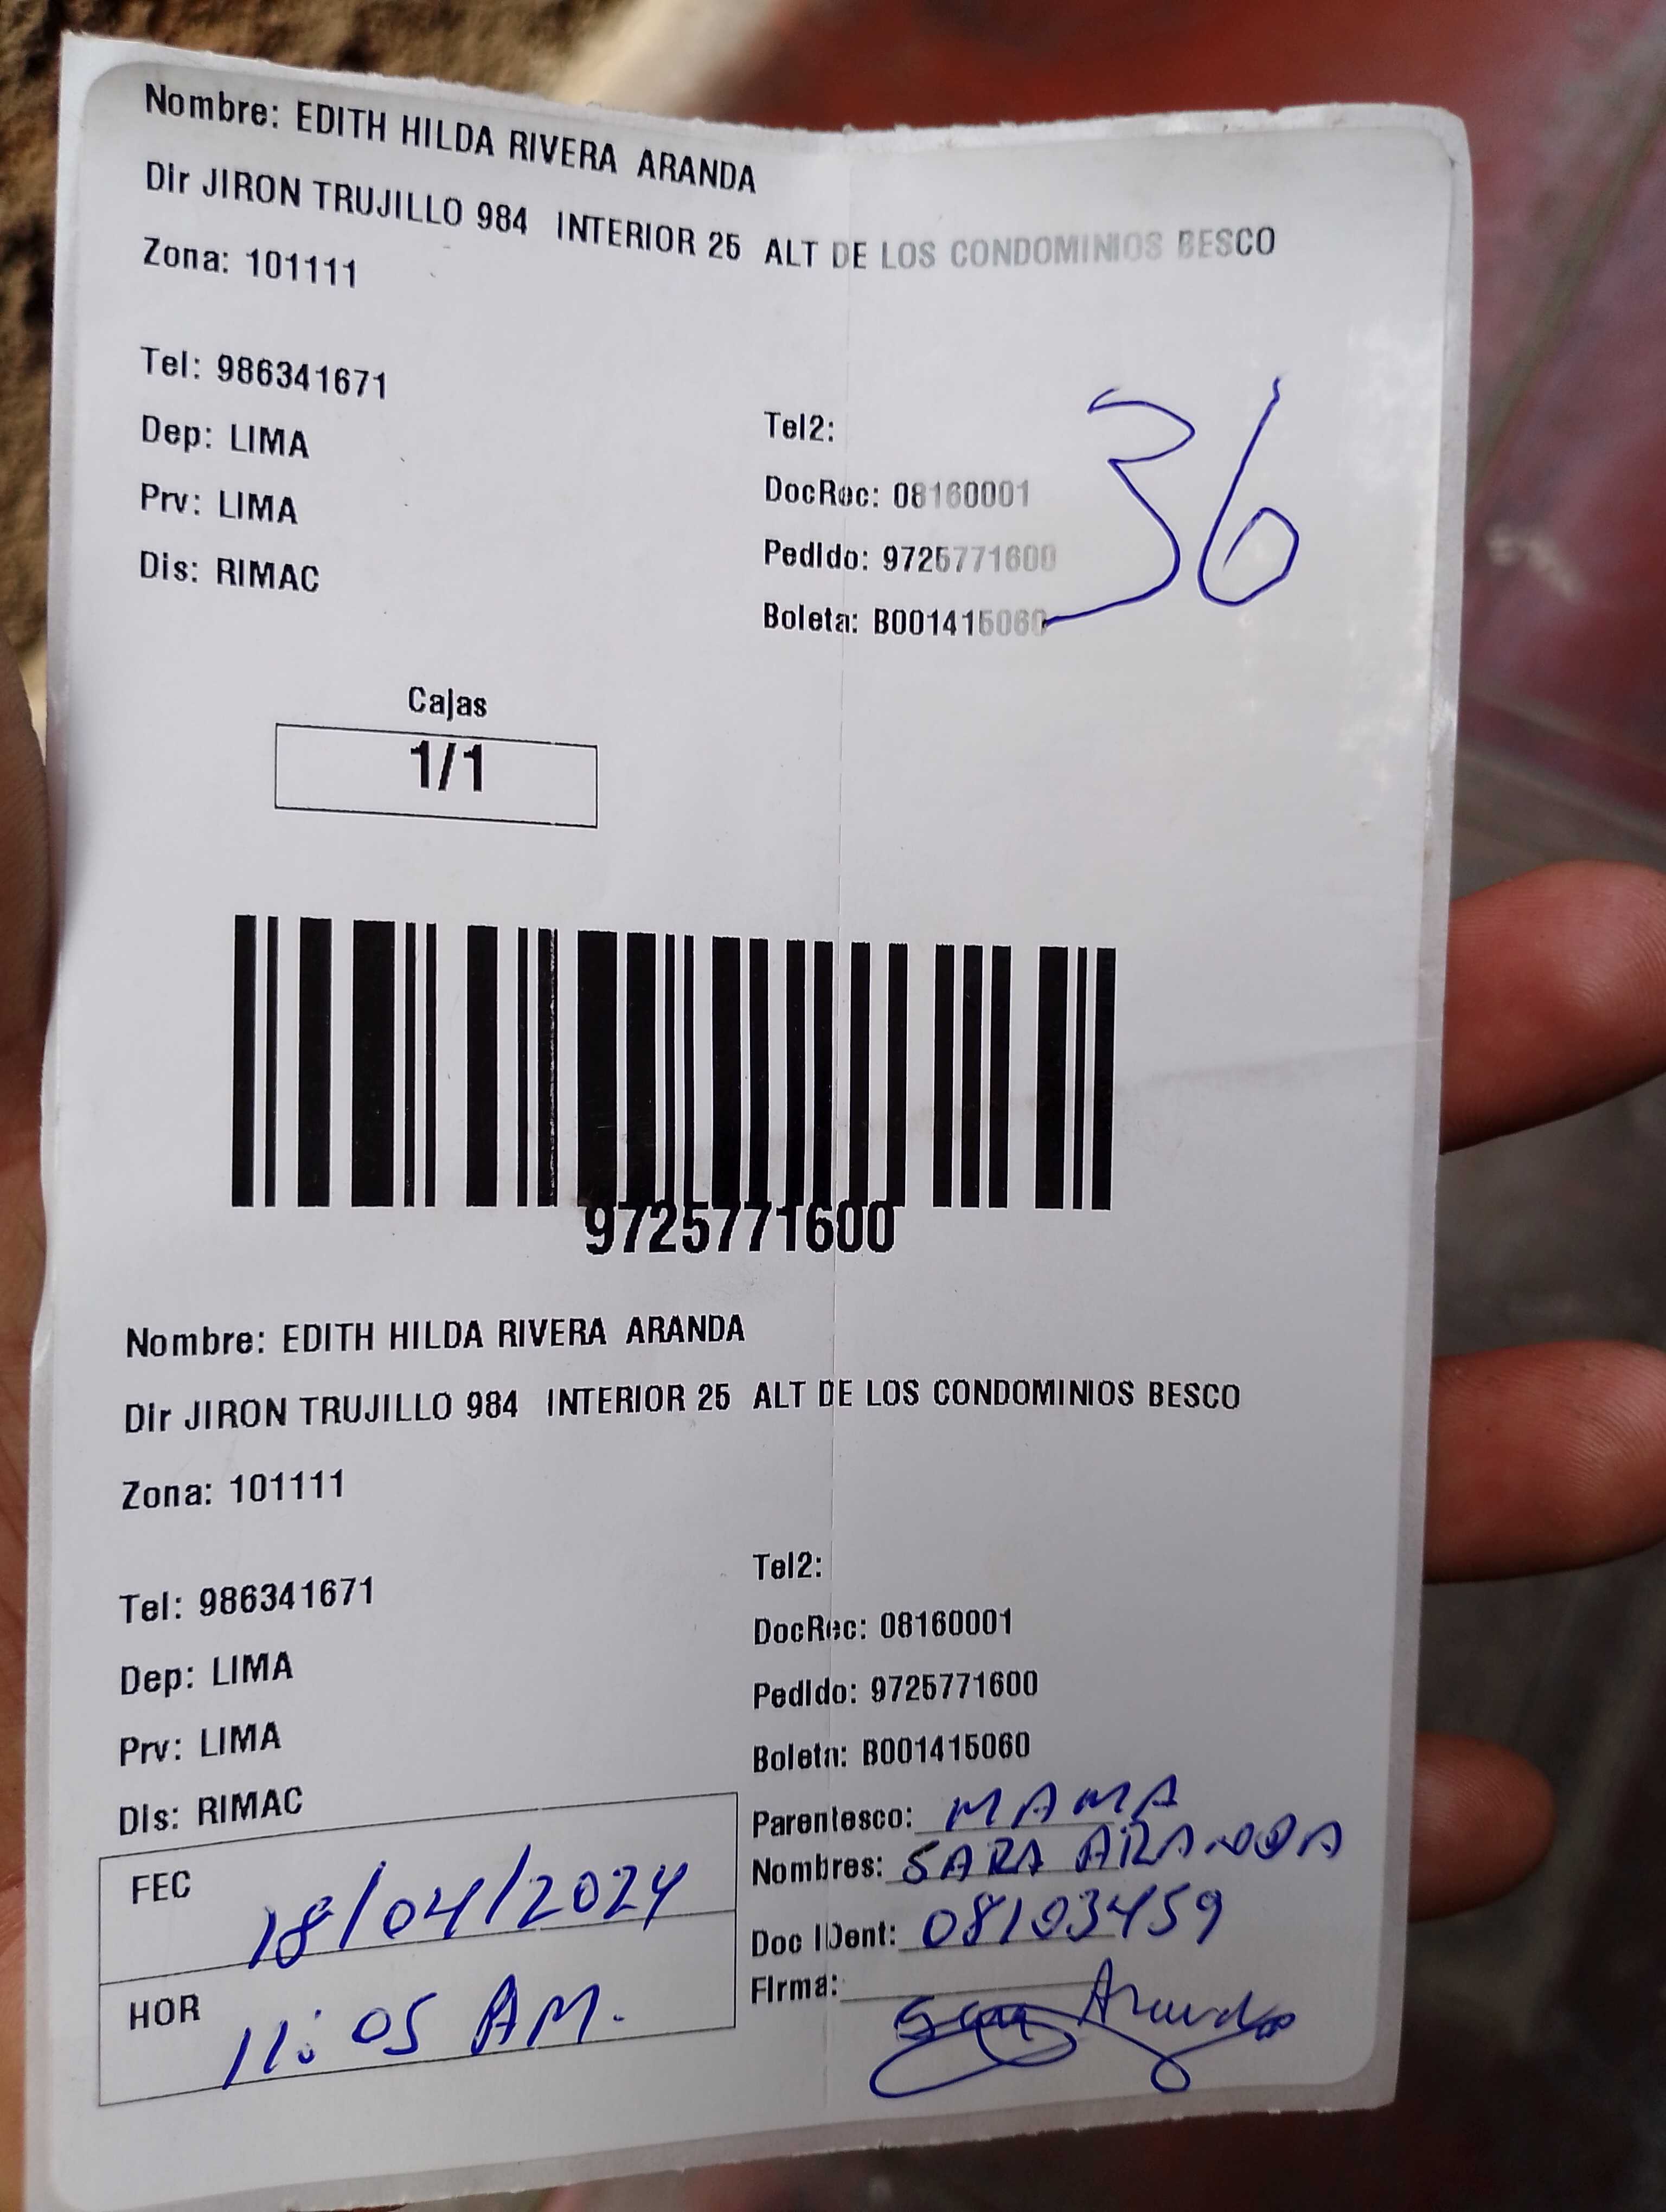 Nombre: EDITH HILDA RIVERA ARANDA
Dir JIRON TRUJILLO 984 INTERIOR 25 ALT DE LOS CONDOMINIOS BESCO
Zona: 101111
Tel: 986341671
Tel2:
Dep: LIMA
DocRec: 08160001
Prv: LIMA
Pedido: 9725771600
Dis: RIMAC
Boleta: B001415060
36
Cajas
1/1
9725771600
Nombre: EDITH HILDA RIVERA ARANDA
Dir JIRON TRUJILLO 984 INTERIOR 25 ALT DE LOS CONDOMINIOS BESCO
Zona: 101111
Tel: 986341671
Tel2:
Dep: LIMA
DocRec: 08160001
Prv: LIMA
Pedido: 9725771600
Dis: RIMAC
Boleta: B001415060
Parentesco: MAMA
Nombres: SARA ARANDA
Doc IDent: 08103459
Firma: Sara Aranda
FEC 18/04/2024
HOR 11:05 AM.